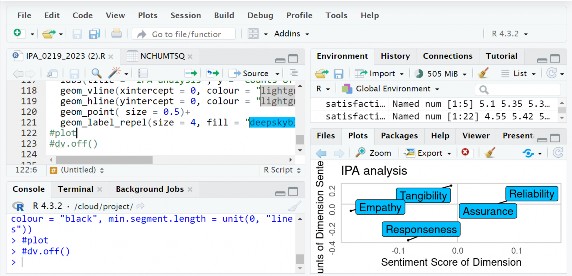 File Edit Code View Plots Session Build Debug Profile Tools Help
Go to file/function
Addins
R 4.3.2
IPA_0219_2023 (2).R
NCHUMTSQ
Source
118 geom_vline(xintercept = 0, colour = "lightg
119 geom_hline(yintercept = 0, colour = "lightg
120 geom_point( size = 0.5)+
121 geom_label_repel(size = 4, fill = "deepskyb
122 #plot
123 #dv.off()
122:6 (Untitled) R Script
Console Terminal Background Jobs
R 4.3.2 · /cloud/project/
colour = "black", min.segment.length = unit(0, "line
s"))
> #plot
> #dv.off()
>
Environment History Connections Tutorial
Import 505 MiB List
R Global Environment
satisfacti… Named num [1:5] 5.1 5.35 5.3…
satisfacti… Named num [1:22] 4.55 5.42 5…
Files Plots Packages Help Viewer Present
Zoom Export
IPA analysis
Tangibility
Reliability
Empathy
Assurance
Responseness
unts of Dimension Sente
0.2
0.0
-0.4
-0.1 0.0 0.1
Sentiment Score of Dimension